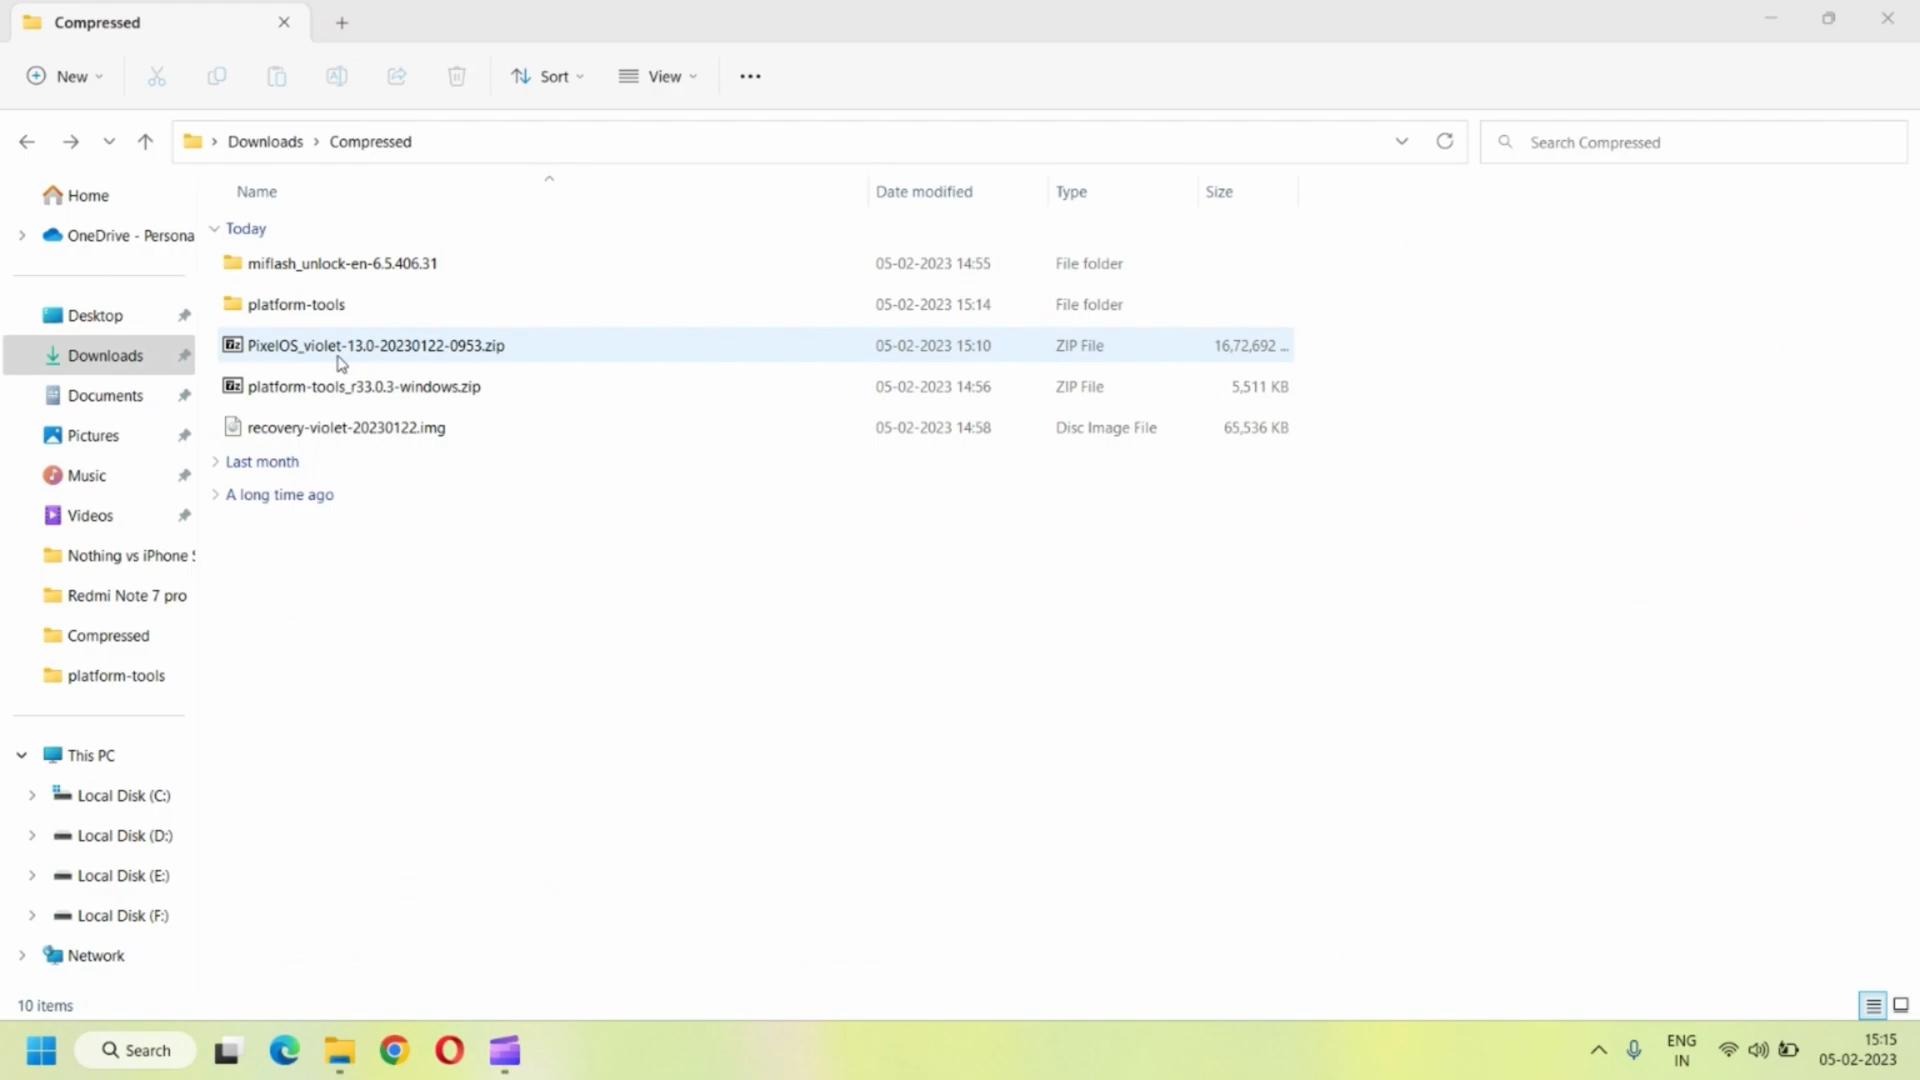 Compressed
New
Sort
View
Downloads
Compressed
Search Compressed
Name
Date modified
Type
Size
Home
OneDrive - Persona
Desktop
Downloads
Documents
Pictures
Music
Videos
Nothing vs iPhone
Redmi Note 7 pro
Compressed
platform-tools
This PC
Local Disk (C:)
Local Disk (D:)
Local Disk (E:)
Local Disk (F:)
Network
Today
miflash_unlock-en-6.5.406.31 05-02-2023 14:55 File folder
platform-tools 05-02-2023 15:14 File folder
PixelOS_violet-13.0-20230122-0953.zip 05-02-2023 15:10 ZIP File 16,72,692 ...
platform-tools_r33.0.3-windows.zip 05-02-2023 14:56 ZIP File 5,511 KB
recovery-violet-20230122.img 05-02-2023 14:58 Disc Image File 65,536 KB
Last month
A long time ago
10 items
Search
ENG
IN
15:15
05-02-2023